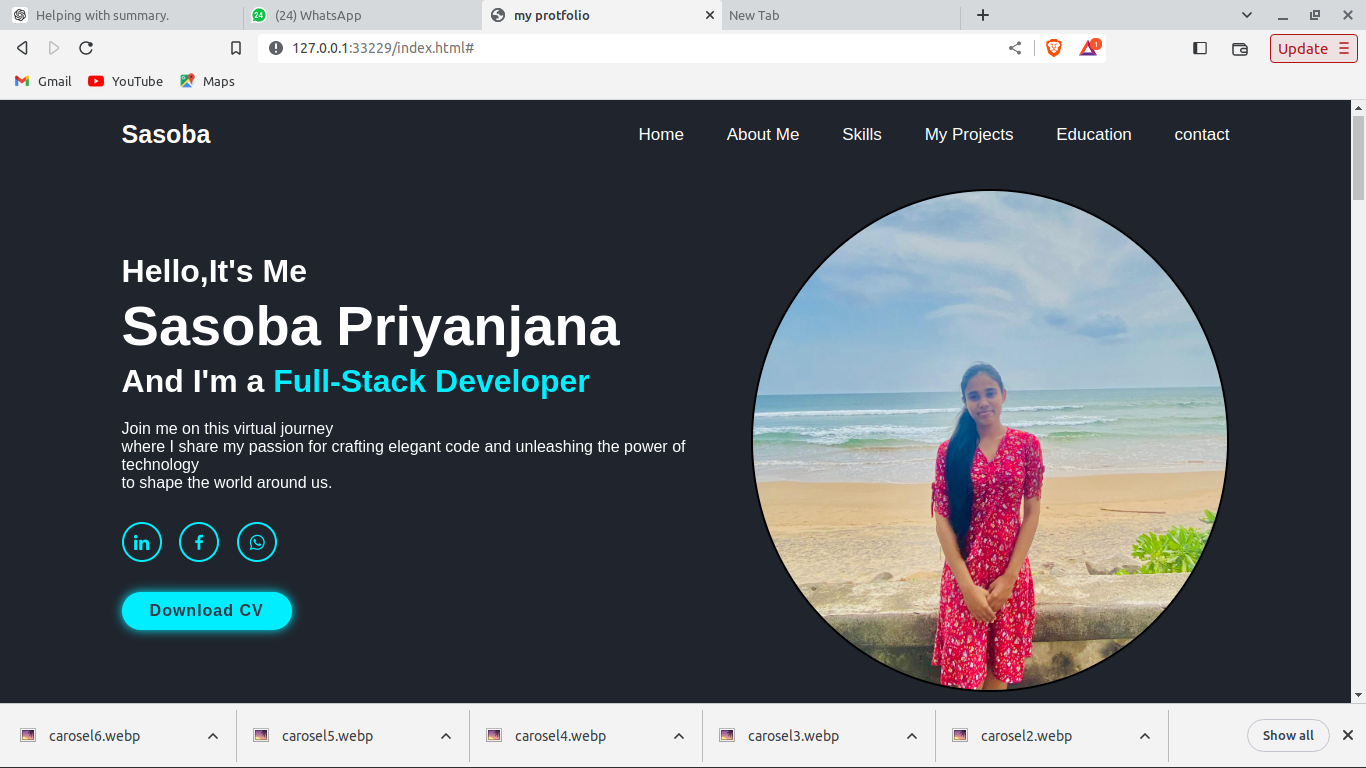 Helping with summary.
24
(24) WhatsApp
my protfolio
New Tab
127.0.0.1:33229/index.html#
1
Update
Gmail
YouTube
Maps
Sasoba
Home
About Me
Skills
My Projects
Education
contact
Hello,It's Me
Sasoba Priyanjana
And I'm a Full-Stack Developer
Join me on this virtual journey
where I share my passion for crafting elegant code and unleashing the power of
technology
to shape the world around us.
in
f
Download CV
carosel6.webp
carosel5.webp
carosel4.webp
carosel3.webp
carosel2.webp
Show all